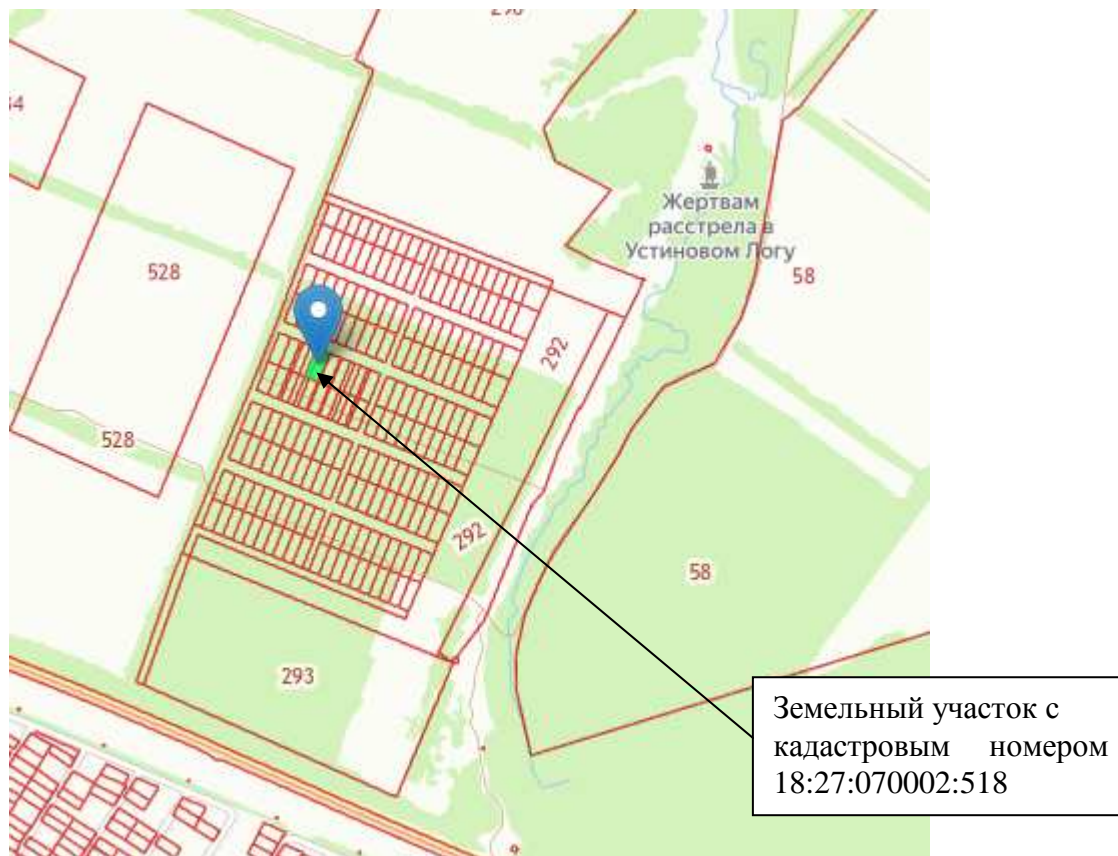 528
Жертвам
расстрела в
Устиновом Логу
58
292
528
292
58
293
Земельный участок с
кадастровым номером
18:27:070002:518